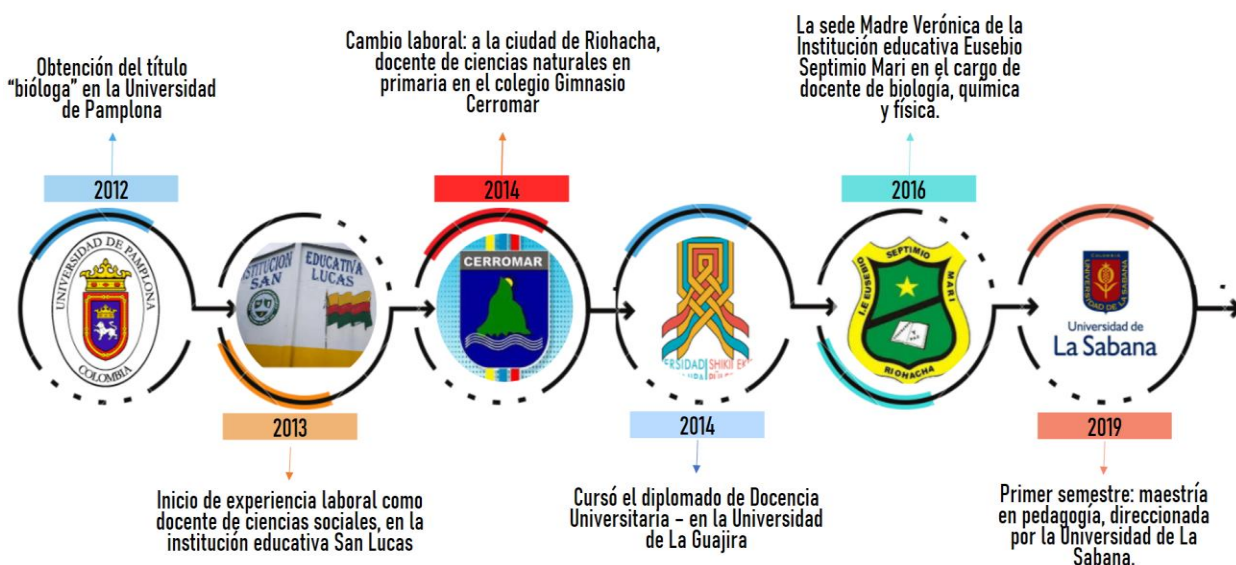 Obtención del título
“bióloga” en la Universidad
de Pamplona
2012
UNIVERSIDAD DE PAMPLONA
COLOMBIA
EDUCATIVA
SAN
LUCAS
2013
Inicio de experiencia laboral como
docente de ciencias sociales, en la
institución educativa San Lucas
Cambio laboral: a la ciudad de Riohacha,
docente de ciencias naturales en
primaria en el colegio Gimnasio
Cerromar
2014
CERROMAR
2014
Cursó el diplomado de Docencia
Universitaria - en la Universidad
de La Guajira
La sede Madre Verónica de la
Institución educativa Eusebio
Septimio Mari en el cargo de
docente de biología, química
y física.
2016
I.E EUSEBIO
SEPTIMIO
MARI
RIOHACHA
COLOMBIA
UNIVERSIDAD DE LA SABANA
Universidad de
La Sabana
2019
Primer semestre: maestría
en pedagogía, direccionada
por la Universidad de La
Sabana.